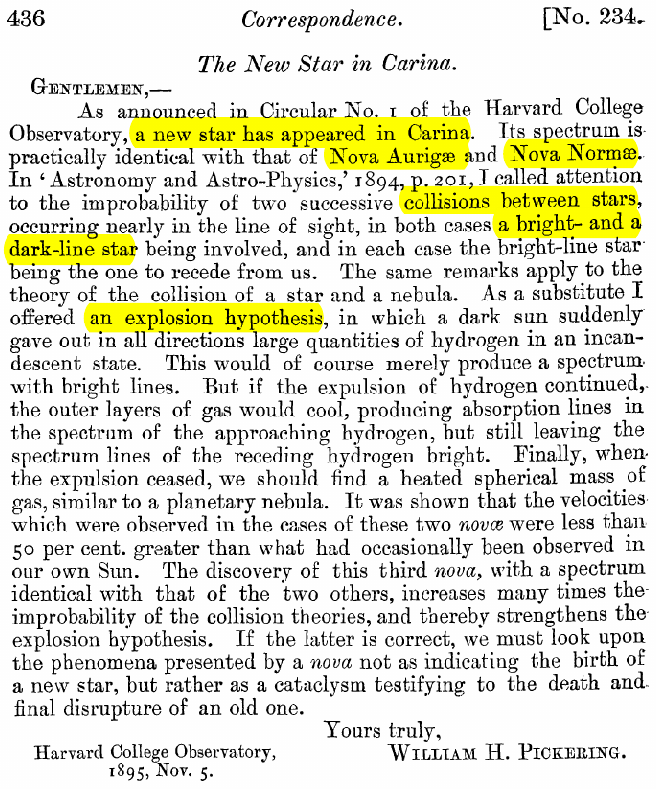 436 Correspondence. [No. 234.
The New Star in Carina.
GENTLEMEN,—
As announced in Circular No. 1 of the Harvard College
Observatory, a new star has appeared in Carina. Its spectrum is
practically identical with that of Nova Aurigæ and Nova Normæ.
In ‘Astronomy and Astro-Physics,’ 1894, p. 201, I called attention
to the improbability of two successive collisions between stars,
occurring nearly in the line of sight, in both cases a bright- and a
dark-line star being involved, and in each case the bright-line star
being the one to recede from us. The same remarks apply to the
theory of the collision of a star and a nebula. As a substitute I
offered an explosion hypothesis, in which a dark sun suddenly
gave out in all directions large quantities of hydrogen in an incan-
descent state. This would of course merely produce a spectrum
with bright lines. But if the expulsion of hydrogen continued,
the outer layers of gas would cool, producing absorption lines in
the spectrum of the approaching hydrogen, but still leaving the
spectrum lines of the receding hydrogen bright. Finally, when
the expulsion ceased, we should find a heated spherical mass of
gas, similar to a planetary nebula. It was shown that the velocities
which were observed in the cases of these two novæ were less than
50 per cent. greater than what had occasionally been observed in
our own Sun. The discovery of this third nova, with a spectrum
identical with that of the two others, increases many times the
improbability of the collision theories, and thereby strengthens the
explosion hypothesis. If the latter is correct, we must look upon
the phenomena presented by a nova not as indicating the birth of
a new star, but rather as a cataclysm testifying to the death and
final disrupture of an old one.
Yours truly,
Harvard College Observatory, WILLIAM H. PICKERING.
1895, Nov. 5.